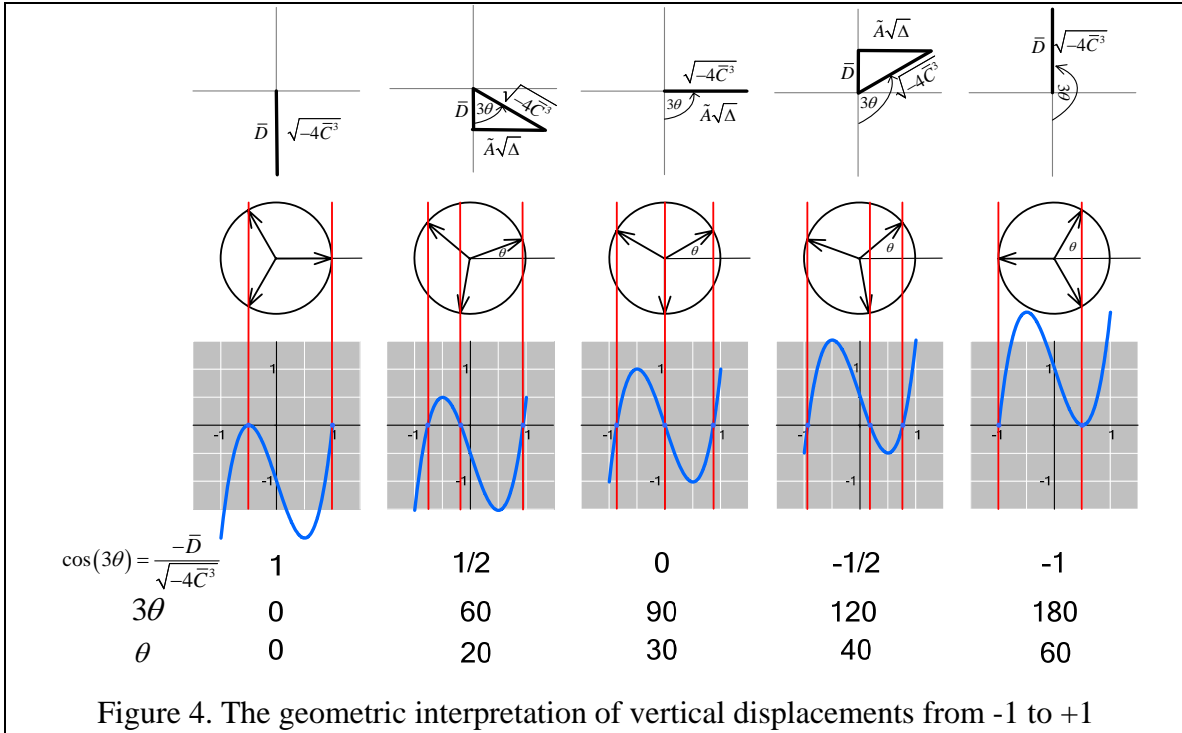 D̄ √(-4C̄³)
D̄ 3θ √(-4C̄³) Ã√Δ
√(-4C̄³) 3θ Ã√Δ
Ã√Δ D̄ √(-4C̄³) 3θ
D̄ √(-4C̄³) 3θ
θ θ θ θ
1 -1 1 -1
1 -1 1 -1
1 -1 1 -1
1 -1 1 -1
1 -1 1 -1
cos(3θ) = -D̄/√(-4C̄³) 1 1/2 0 -1/2 -1
3θ 0 60 90 120 180
θ 0 20 30 40 60
Figure 4. The geometric interpretation of vertical displacements from -1 to +1